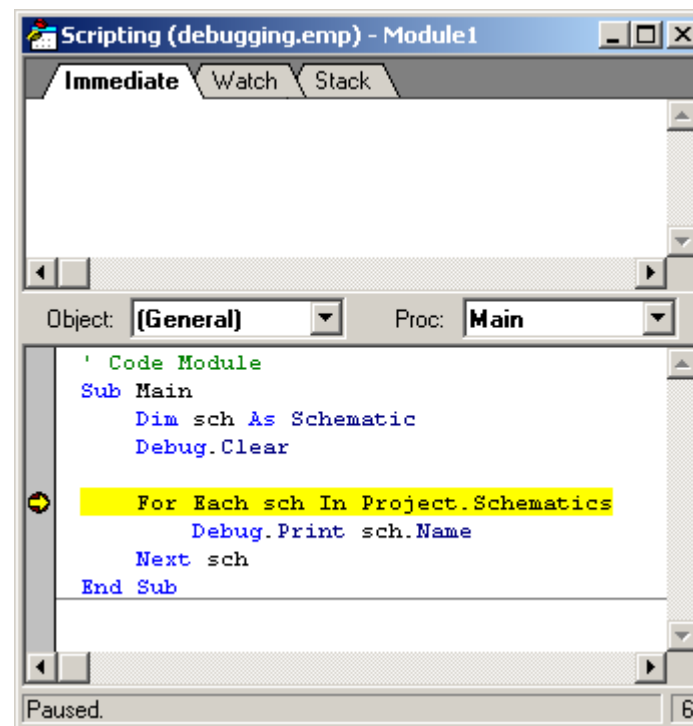 Scripting (debugging.emp) - Module1
Immediate Watch Stack
Object: (General) Proc: Main
' Code Module
Sub Main
Dim sch As Schematic
Debug.Clear
For Each sch In Project.Schematics
Debug.Print sch.Name
Next sch
End Sub
Paused. 6